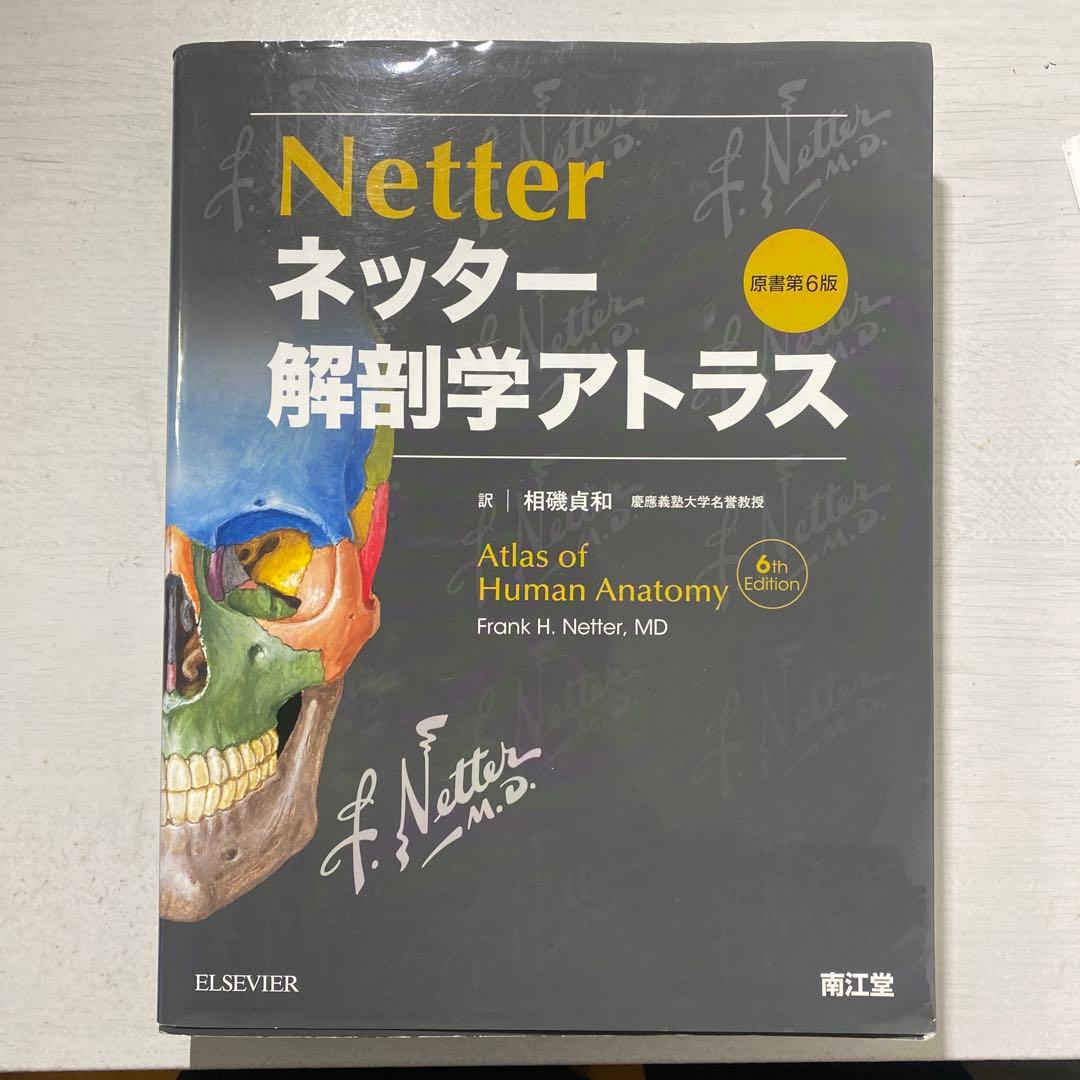 Netter
ネッター
原書第6版
解剖学アトラス
訳 | 相磯貞和 慶應義塾大学名誉教授
Atlas of
Human Anatomy
6th
Edition
Frank H. Netter, MD
F. Netter
M.D.
ELSEVIER
南江堂